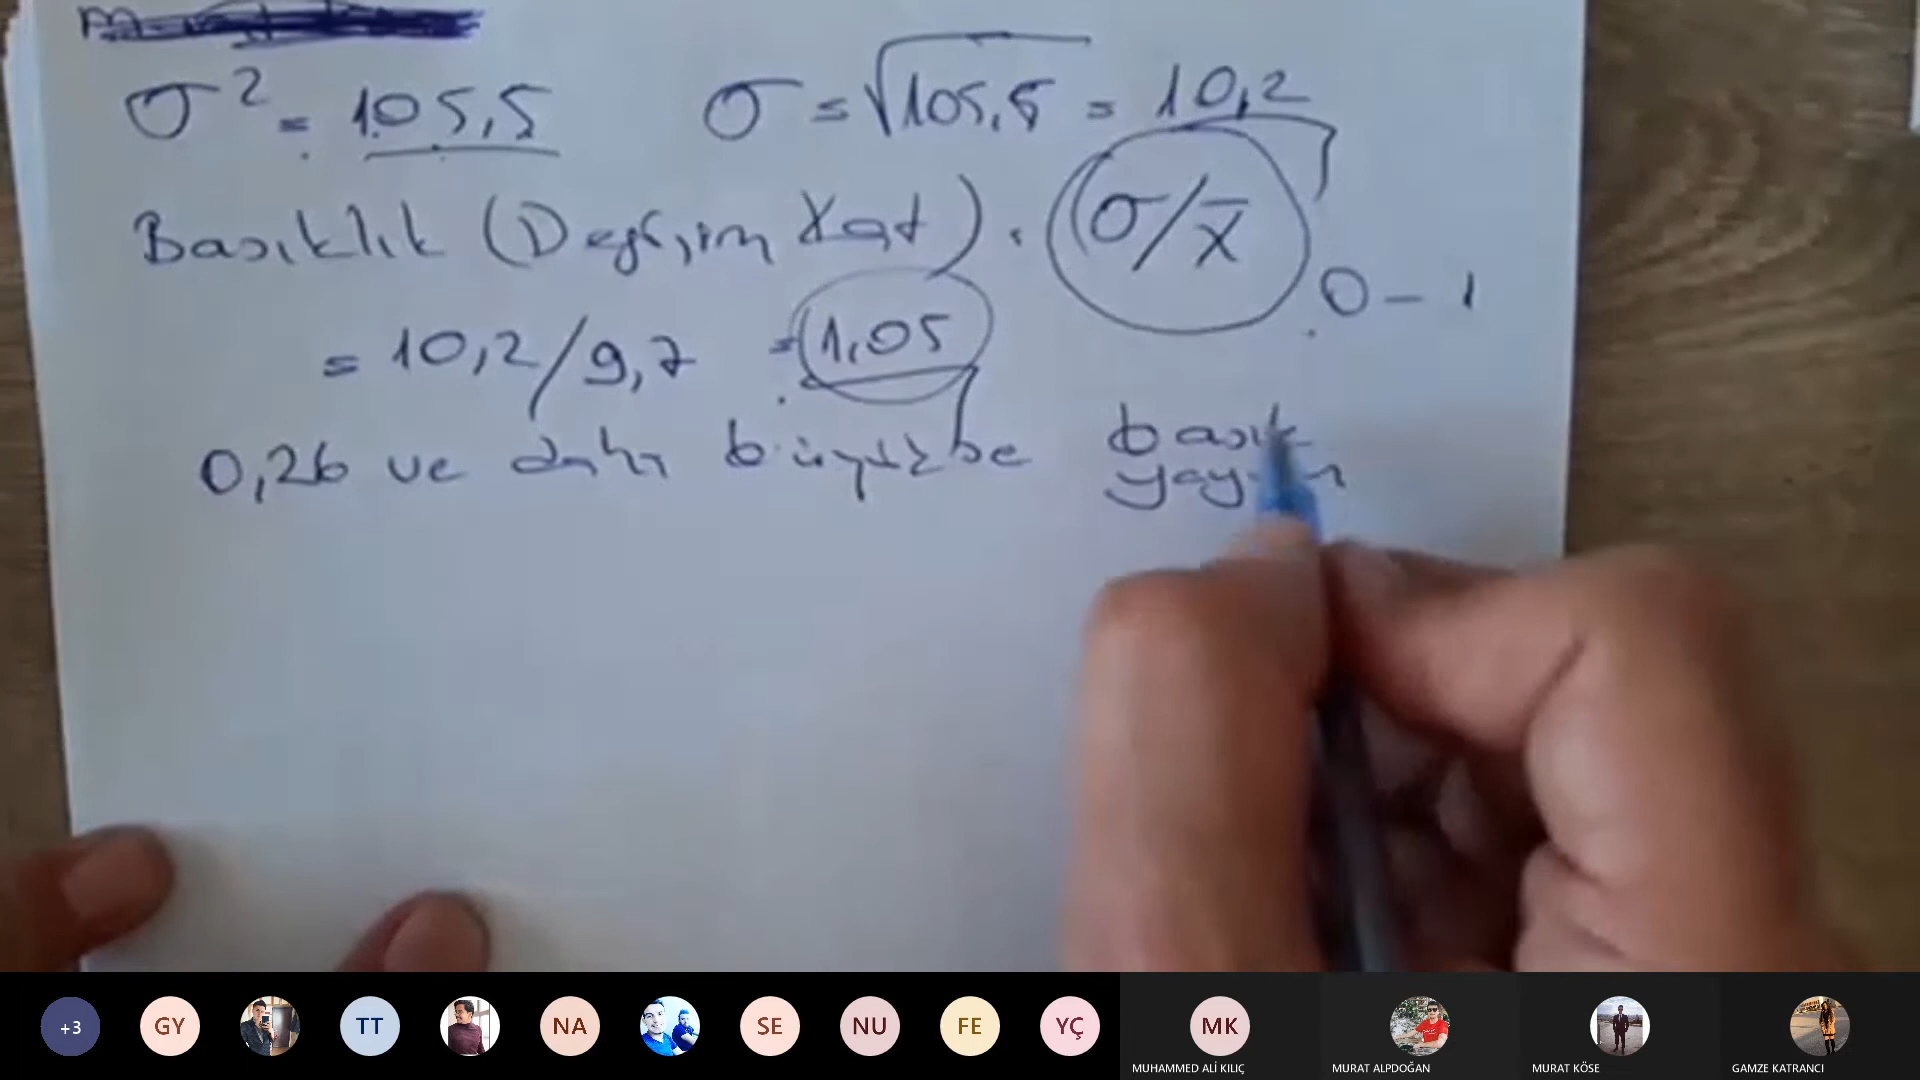 σ² = 105,5 σ = √105,5 = 10,2
Basıklık (Değişim Kat) = σ/x̄
0 - 1
= 10,2/9,7 = 1,05
0,26 ve daha büyükse basık
yaygın
+3 GY TT NA SE NU FE YÇ MK
MUHAMMED ALİ KILIÇ MURAT ALPDOĞAN MURAT KÖSE GAMZE KATRANCI